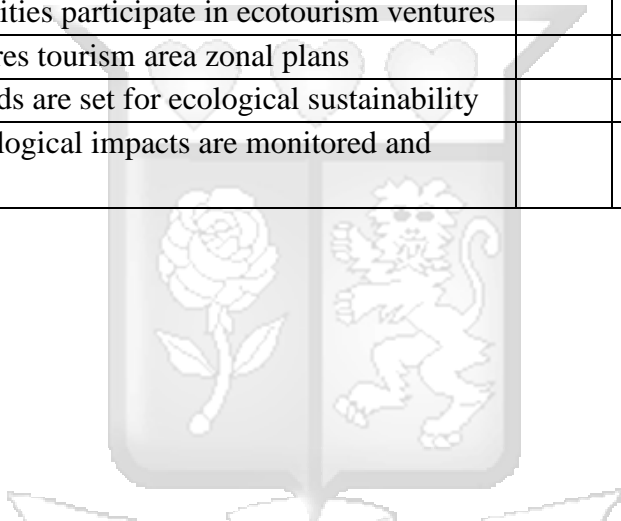 ities participate in ecotourism ventures
res tourism area zonal plans
ds are set for ecological sustainability
logical impacts are monitored and